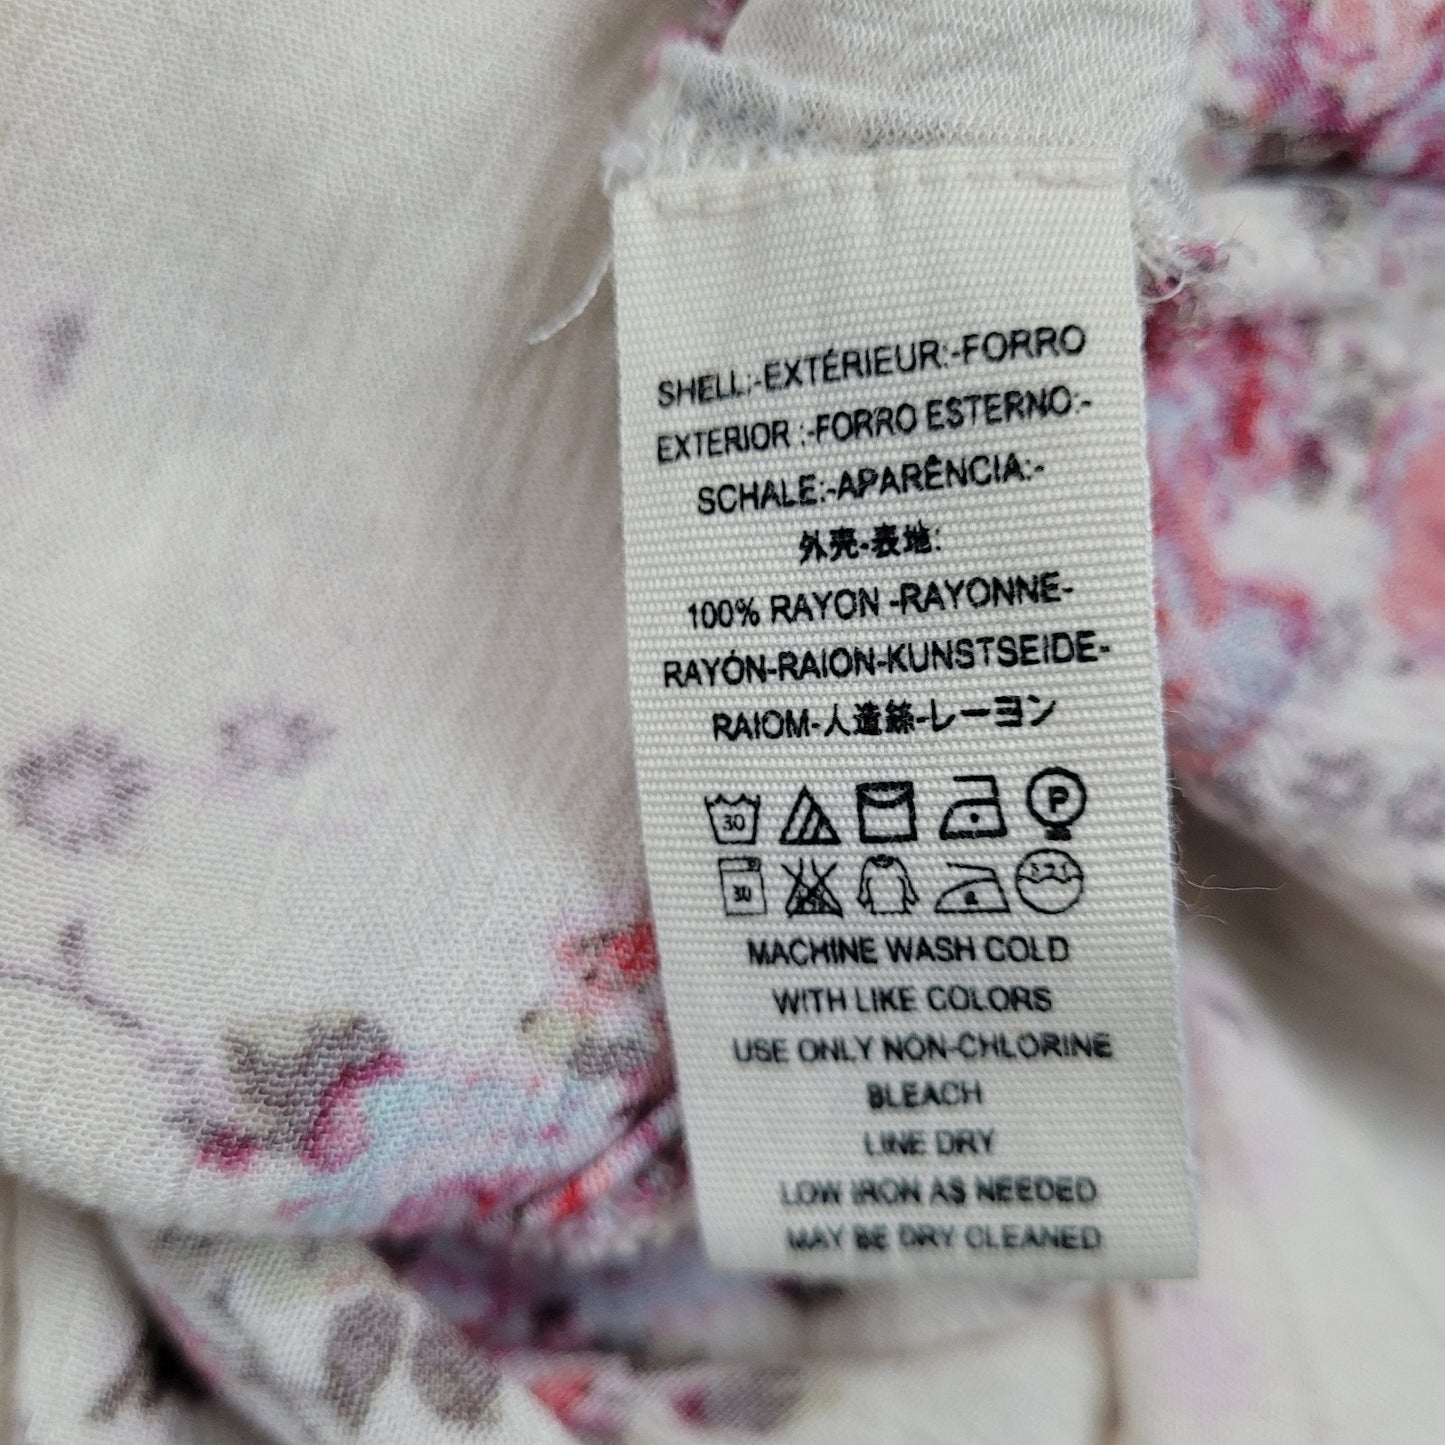 SHELL:-EXTÉRIEUR:-FORRO
EXTERIOR :-FORRO ESTERNO:-
SCHALE:-APARÊNCIA:-
外壳-表地:
100% RAYON -RAYONNE-
RAYÓN-RAION-KUNSTSEIDE-
RAIOM-人造絲-レーヨン
30 P
30
MACHINE WASH COLD
WITH LIKE COLORS
USE ONLY NON-CHLORINE
BLEACH
LINE DRY
LOW IRON AS NEEDED
MAY BE DRY CLEANED